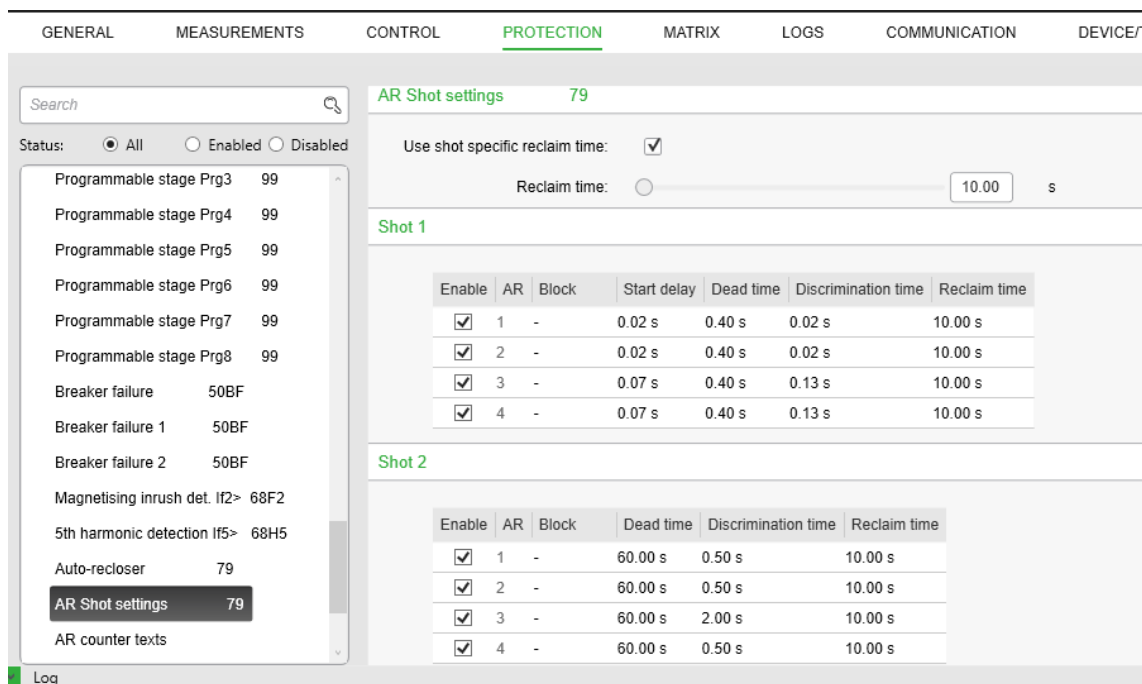 GENERAL MEASUREMENTS CONTROL PROTECTION MATRIX LOGS COMMUNICATION DEVICE/
Search
Status: All Enabled Disabled
Programmable stage Prg3 99
Programmable stage Prg4 99
Programmable stage Prg5 99
Programmable stage Prg6 99
Programmable stage Prg7 99
Programmable stage Prg8 99
Breaker failure 50BF
Breaker failure 1 50BF
Breaker failure 2 50BF
Magnetising inrush det. If2> 68F2
5th harmonic detection If5> 68H5
Auto-recloser 79
AR Shot settings 79
AR counter texts
Log
AR Shot settings 79
Use shot specific reclaim time:
Reclaim time: 10.00 s
Shot 1
Enable AR Block Start delay Dead time Discrimination time Reclaim time
1 - 0.02 s 0.40 s 0.02 s 10.00 s
2 - 0.02 s 0.40 s 0.02 s 10.00 s
3 - 0.07 s 0.40 s 0.13 s 10.00 s
4 - 0.07 s 0.40 s 0.13 s 10.00 s
Shot 2
Enable AR Block Dead time Discrimination time Reclaim time
1 - 60.00 s 0.50 s 10.00 s
2 - 60.00 s 0.50 s 10.00 s
3 - 60.00 s 2.00 s 10.00 s
4 - 60.00 s 0.50 s 10.00 s